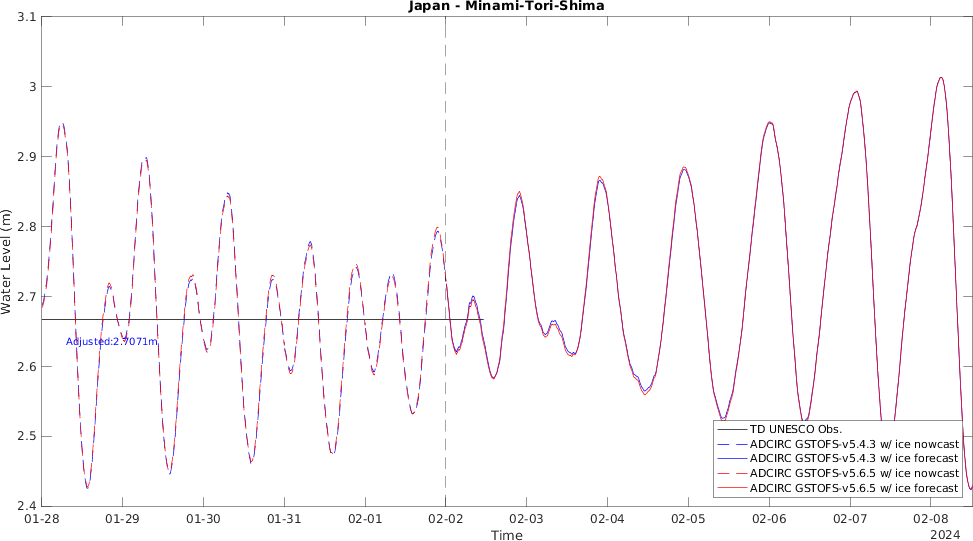 Japan - Minami-Tori-Shima
3.1
3
2.9
2.8
2.7
2.6
2.5
2.4
Water Level (m)
Adjusted:2.7071m
TD UNESCO Obs.
ADCIRC GSTOFS-v5.4.3 w/ ice nowcast
ADCIRC GSTOFS-v5.4.3 w/ ice forecast
ADCIRC GSTOFS-v5.6.5 w/ ice nowcast
ADCIRC GSTOFS-v5.6.5 w/ ice forecast
01-28 01-29 01-30 01-31 02-01 02-02 02-03 02-04 02-05 02-06 02-07 02-08
2024
Time